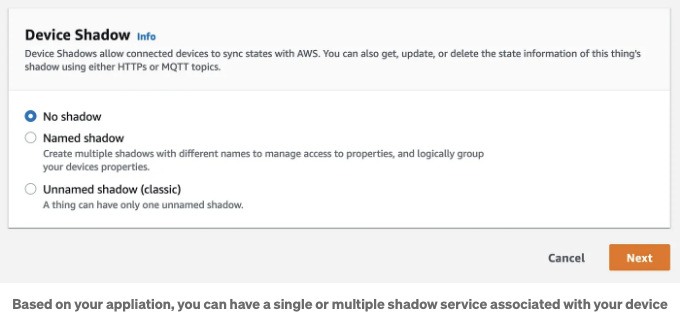 Device Shadow Info
Device Shadows allow connected devices to sync states with AWS. You can also get, update, or delete the state information of this thing's
shadow using either HTTPs or MQTT topics.
No shadow
Named shadow
Create multiple shadows with different names to manage access to properties, and logically group
your devices properties.
Unnamed shadow (classic)
A thing can have only one unnamed shadow.
Cancel Next
Based on your appliation, you can have a single or multiple shadow service associated with your device